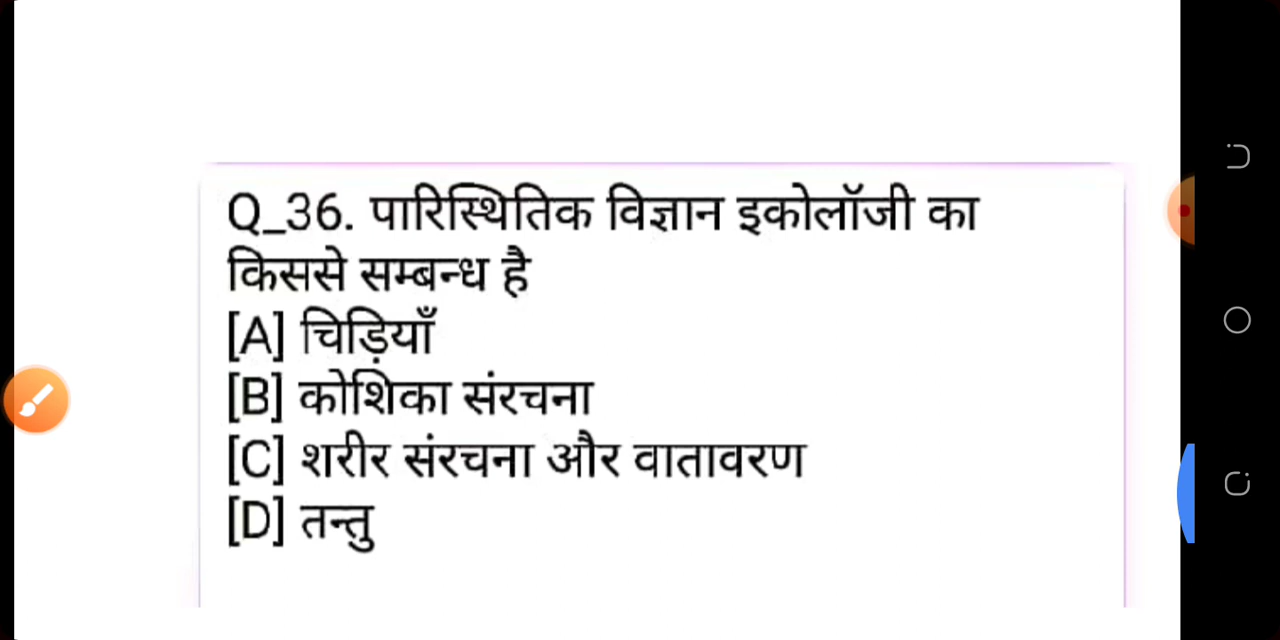 Q_36. पारिस्थितिक विज्ञान इकोलॉजी का
किससे सम्बन्ध है
[A] चिड़ियाँ
[B] कोशिका संरचना
[C] शरीर संरचना और वातावरण
[D] तन्तु